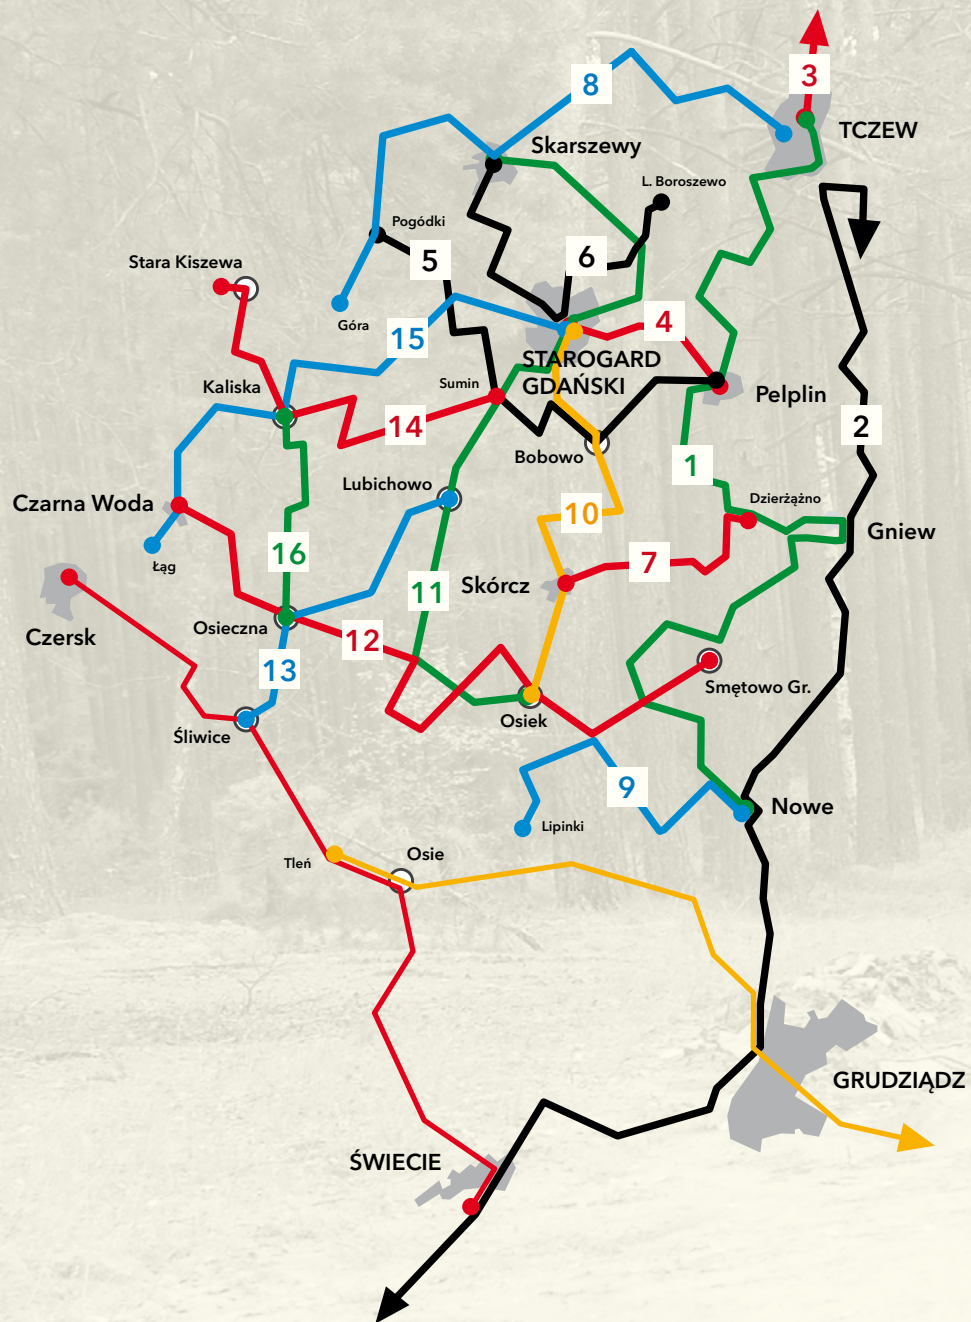 3
8
TCZEW
Skarszewy
L. Boroszewo
Pogódki
5
6
Stara Kiszewa
Góra
15
4
STAROGARD
GDAŃSKI
Kaliska
Sumin
Pelplin
14
2
Bobowo
1
Lubichowo
Dzierżążno
Czarna Woda
10
Gniew
Łąg
16
7
11
Skórcz
Czersk
Osieczna
12
13
Smętowo Gr.
Osiek
Śliwice
9
Nowe
Lipinki
Tleń
Osie
GRUDZIĄDZ
ŚWIECIE